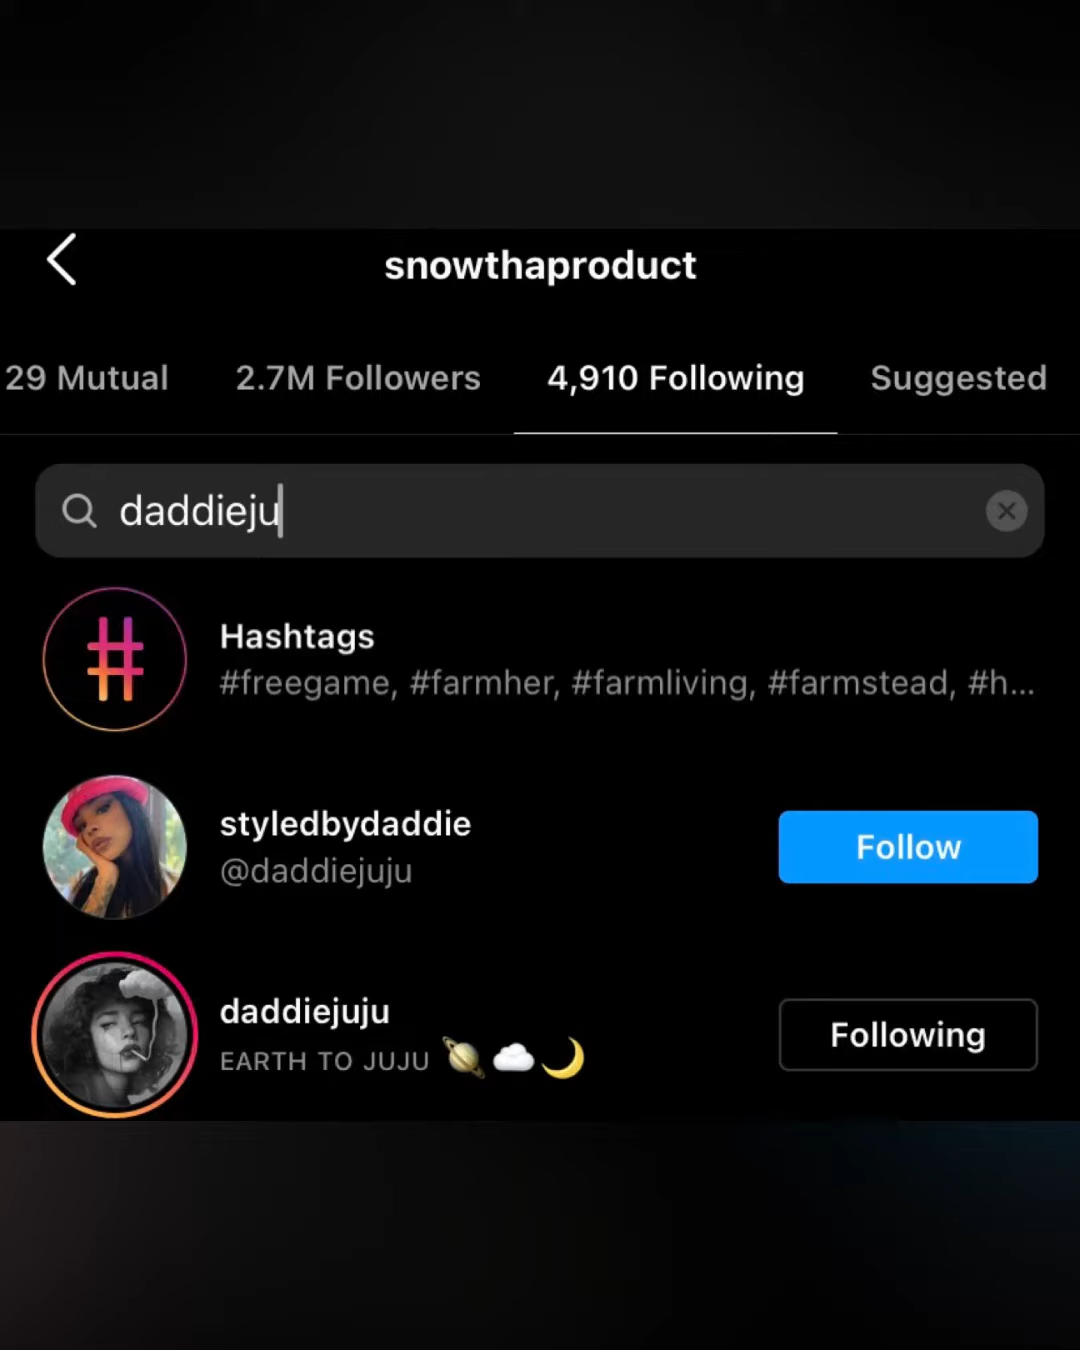 snowthaproduct
29 Mutual 2.7M Followers 4,910 Following Suggested
daddieju
Hashtags
#freegame, #farmher, #farmliving, #farmstead, #h...
styledbydaddie
@daddiejuju
Follow
daddiejuju
EARTH TO JUJU 🪐☁️🌙
Following